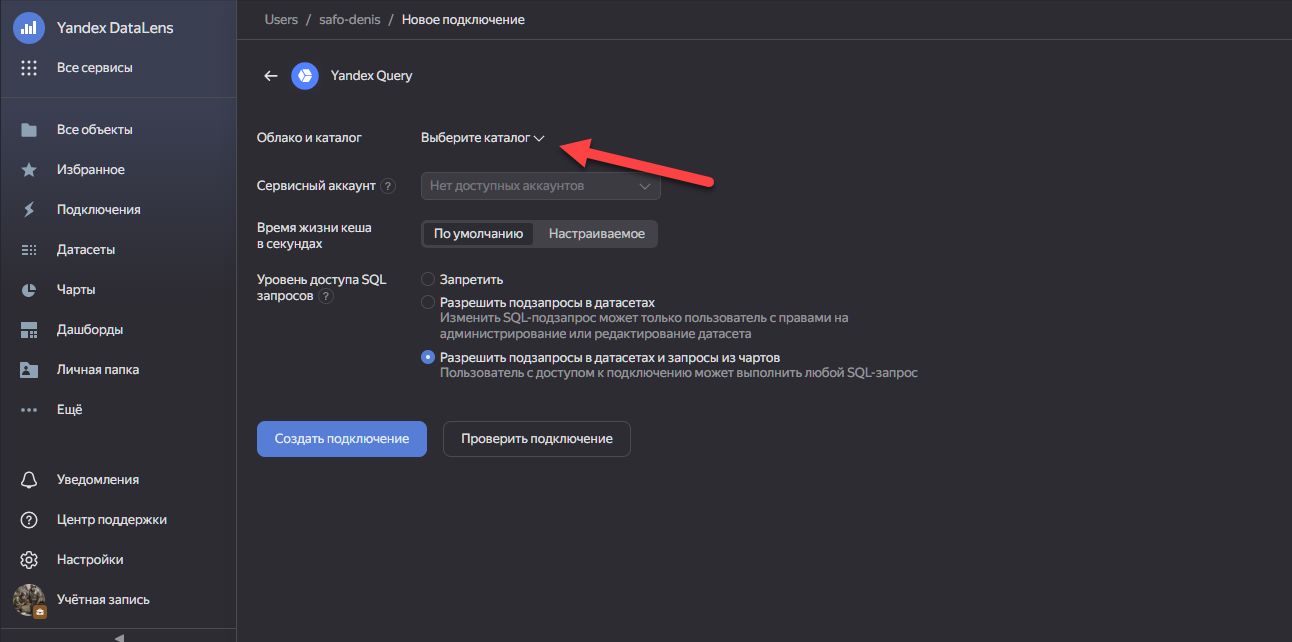 Yandex DataLens
Все сервисы
Все объекты
Избранное
Подключения
Датасеты
Чарты
Дашборды
Личная папка
Ещё
Уведомления
Центр поддержки
Настройки
Учётная запись
Users / safo-denis / Новое подключение
Yandex Query
Облако и каталог Выберите каталог
Сервисный аккаунт ? Нет доступных аккаунтов
Время жизни кеша
в секундах
По умолчанию Настраиваемое
Уровень доступа SQL
запросов ?
Запретить
Разрешить подзапросы в датасетах
Изменить SQL-подзапрос может только пользователь с правами на
администрирование или редактирование датасета
Разрешить подзапросы в датасетах и запросы из чартов
Пользователь с доступом к подключению может выполнить любой SQL-запрос
Создать подключение Проверить подключение